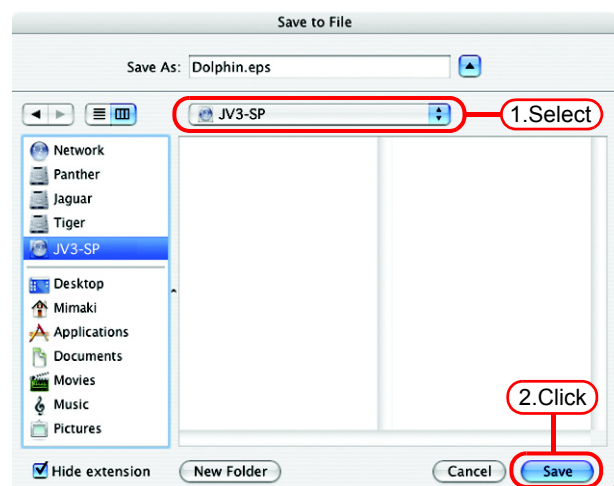 Save to File
Save As: Dolphin.eps
JV3-SP
1.Select
Network
Panther
Jaguar
Tiger
JV3-SP
Desktop
Mimaki
Applications
Documents
Movies
Music
Pictures
2.Click
Hide extension New Folder Cancel Save